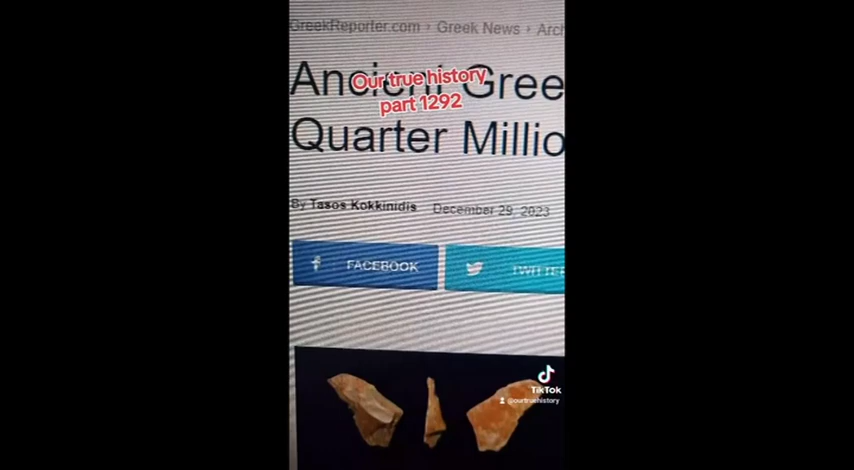 GreekReporter.com › Greek News › Arch
Ancient Gree
Our true history
part 1292
Quarter Millio
By Tasos Kokkinidis December 29, 2023
FACEBOOK TWITTE
TikTok
@ourtruehistory